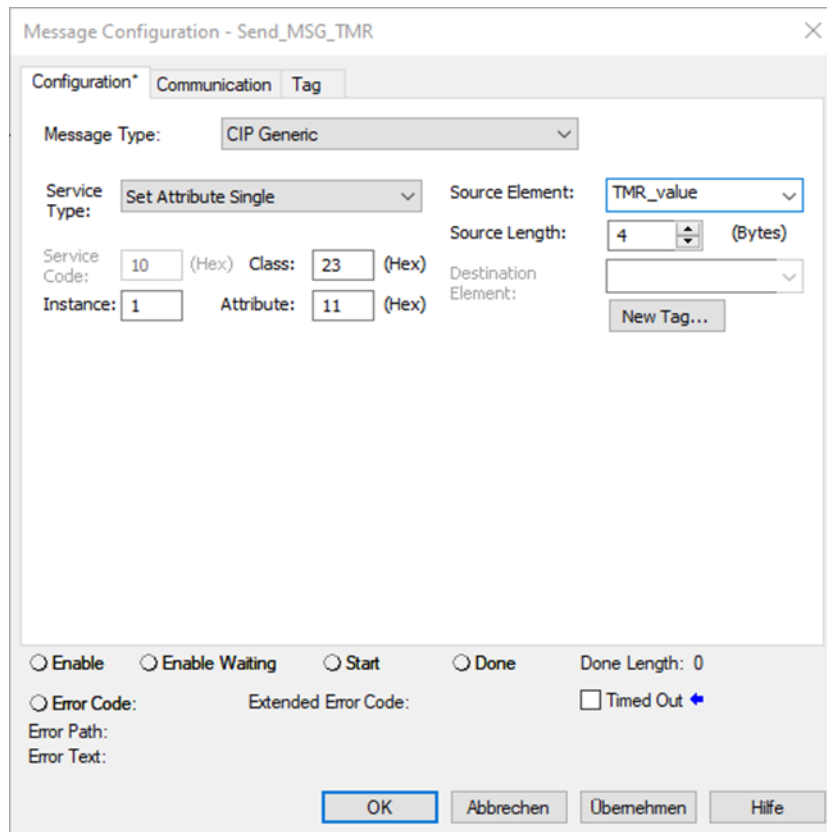 Message Configuration - Send_MSG_TMR
Configuration* Communication Tag
Message Type: CIP Generic
Service Type: Set Attribute Single Source Element: TMR_value
Source Length: 4 (Bytes)
Service Code: 10 (Hex) Class: 23 (Hex) Destination Element:
Instance: 1 Attribute: 11 (Hex)
New Tag...
Enable Enable Waiting Start Done Done Length: 0
Error Code: Extended Error Code: Timed Out
Error Path:
Error Text:
OK Abbrechen Übernehmen Hilfe